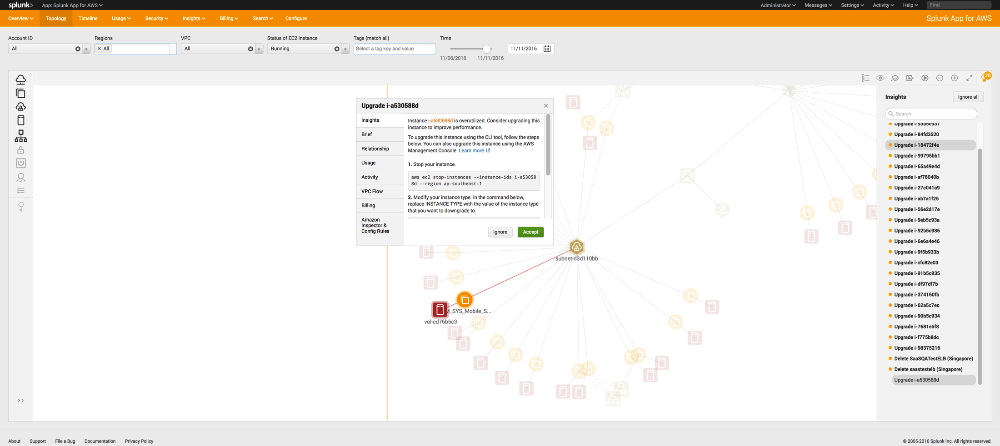 splunk> App: Splunk App for AWS Administrator Messages Settings Activity Help Find
Overview Topology Timeline Usage Security Insights Billing Search Configure Splunk App for AWS
Account ID Regions VPC Status of EC2 Instance Tags (match all) Time
All All All Running Select a tag key and value 11/11/2016
11/06/2016 11/11/2016
26
Upgrade i-a530588d
Insights
Brief
Relationship
Usage
Activity
VPC Flow
Billing
Amazon
Inspector &
Config Rules
Instance i-a530588d is overutilized. Consider upgrading this
instance to improve performance.
To upgrade this instance using the CLI tool, follow the steps
below. You can also upgrade this instance using the AWS
Management Console. Learn more
1. Stop your instance.
aws ec2 stop-instances --instance-ids i-a53058
8d --region ap-southeast-1
2. Modify your instance type. In the command below,
replace INSTANCE TYPE with the value of the instance type
that you want to downgrade to.
Ignore Accept
subnet-d3d110bb
_SYS_Mobile_S...
vol-cd76b5c3
Insights Ignore all
Search
Upgrade i-93b5c937
Upgrade i-84fd3520
Upgrade i-18472f4e
Upgrade i-99795bb1
Upgrade i-65a49e4d
Upgrade i-af78040b
Upgrade i-27c041a9
Upgrade i-ab7a1f25
Upgrade i-56e2d17e
Upgrade i-9eb5c93a
Upgrade i-92b5c936
Upgrade i-6e6a4e46
Upgrade i-9f5b933b
Upgrade i-cfc82e03
Upgrade i-91b5c935
Upgrade i-df97df7b
Upgrade i-374160fb
Upgrade i-62a5c7ec
Upgrade i-90b5c934
Upgrade i-7681e5f8
Upgrade i-f775b8dc
Upgrade i-98375216
Delete SaaSQATestELB (Singapore)
Delete saastestelb (Singapore)
Upgrade i-a530588d
About Support File a Bug Documentation Privacy Policy © 2005-2016 Splunk Inc. All rights reserved.